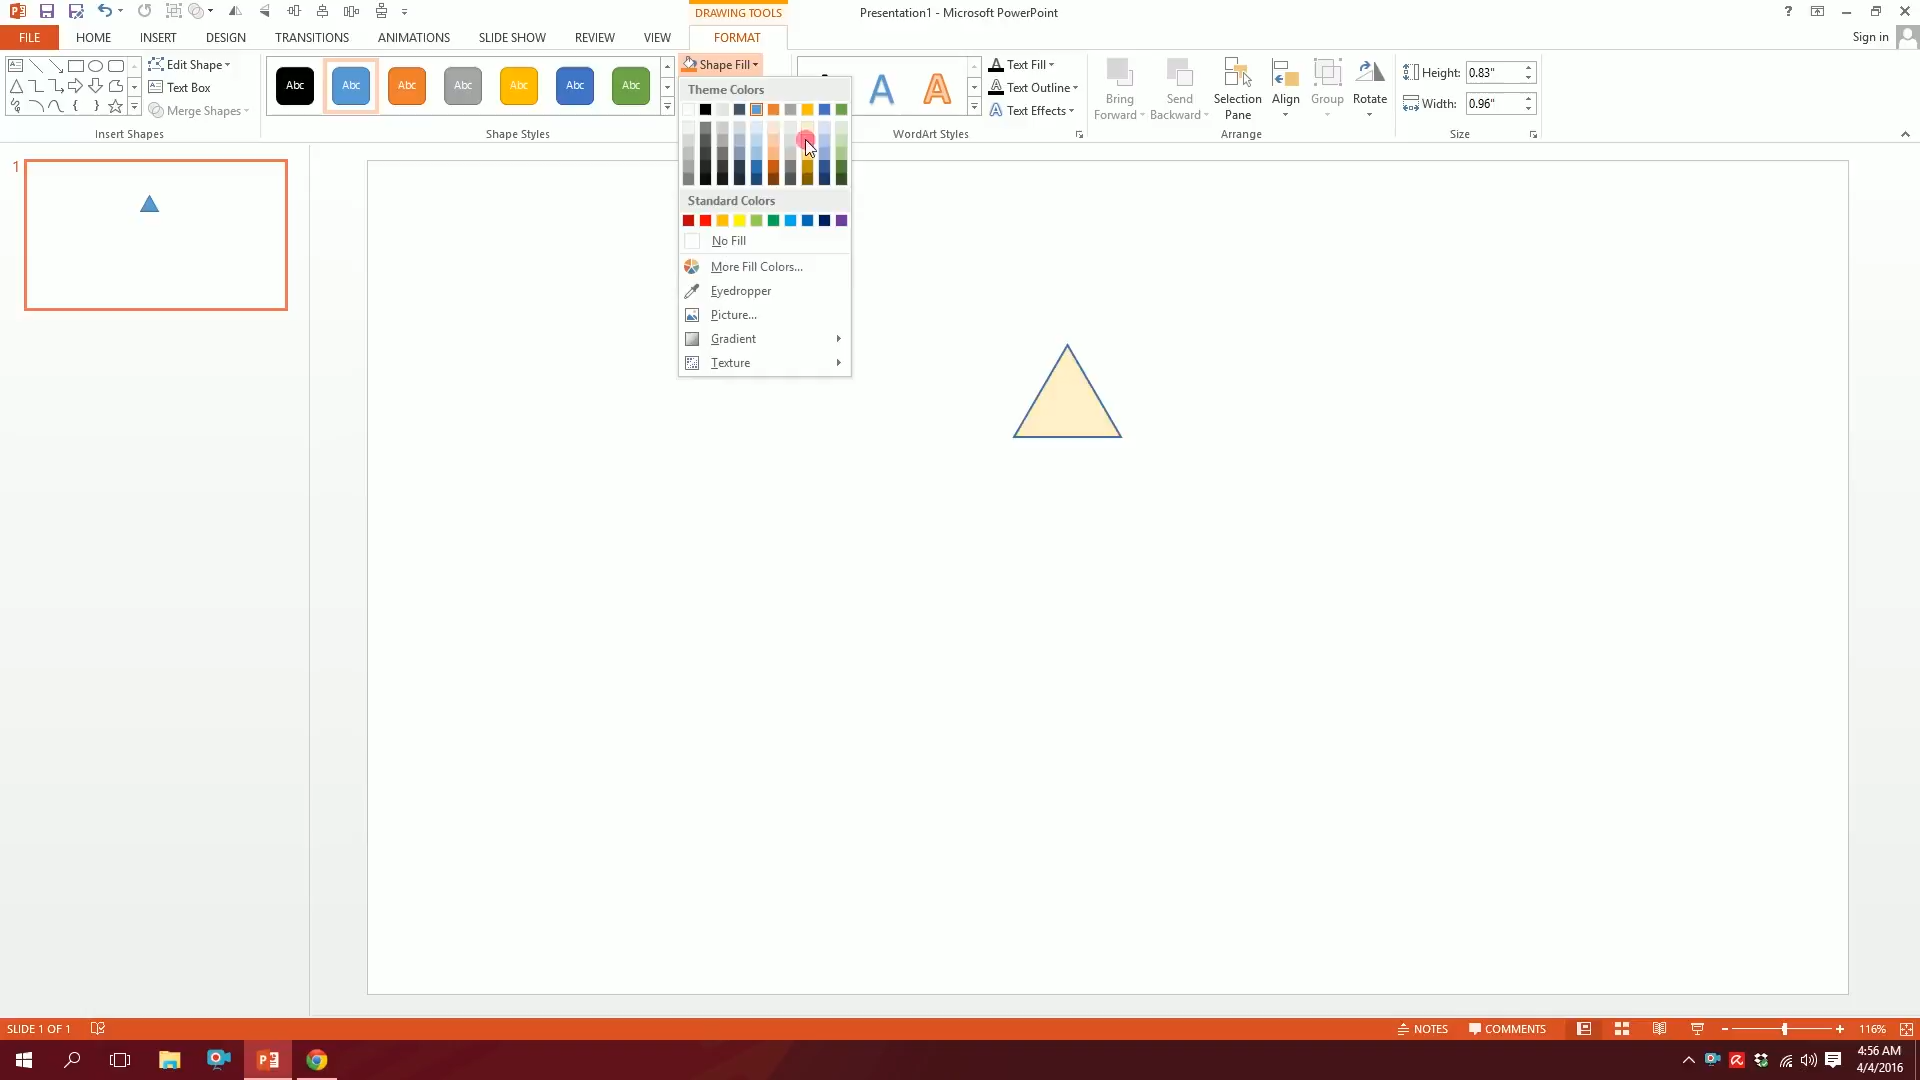 DRAWING TOOLS
Presentation1 - Microsoft PowerPoint
FILE HOME INSERT DESIGN TRANSITIONS ANIMATIONS SLIDE SHOW REVIEW VIEW FORMAT
Sign in
Edit Shape
Text Box
Merge Shapes
Insert Shapes
Abc Abc Abc Abc Abc Abc Abc
Shape Styles
Shape Fill
A A
WordArt Styles
Text Fill
Text Outline
Text Effects
Bring Forward
Send Backward
Selection Pane
Align
Group
Rotate
Arrange
Height: 0.83"
Width: 0.96"
Size
Theme Colors
Standard Colors
No Fill
More Fill Colors...
Eyedropper
Picture...
Gradient
Texture
1
SLIDE 1 OF 1
NOTES
COMMENTS
116%
4:56 AM
4/4/2016